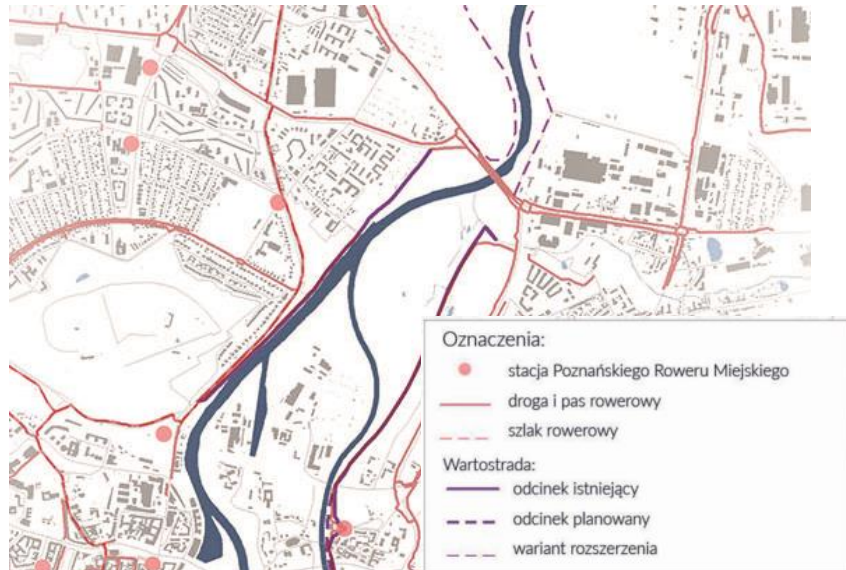 Oznaczenia:
stacja Poznańskiego Roweru Miejskiego
droga i pas rowerowy
szlak rowerowy
Wartostrada:
odcinek istniejący
odcinek planowany
wariant rozszerzenia